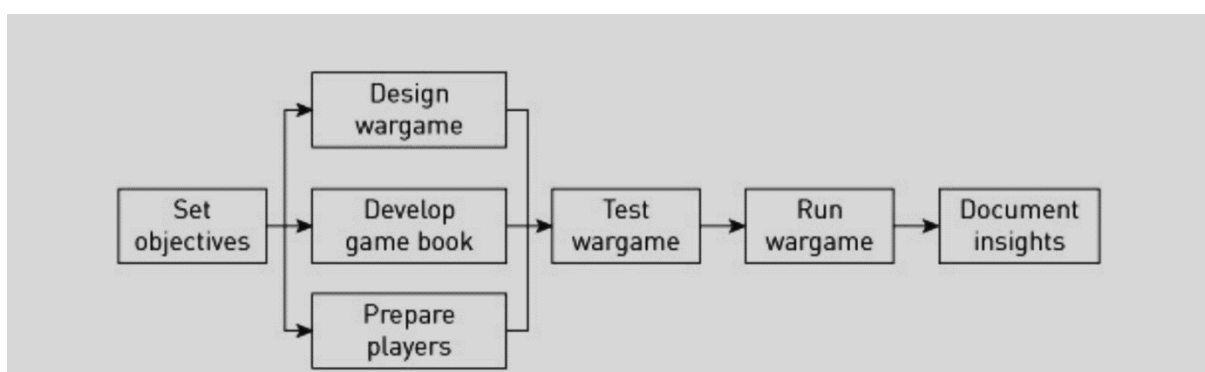 Design
wargame
Set
objectives
Develop
game book
Test
wargame
Run
wargame
Document
insights
Prepare
players